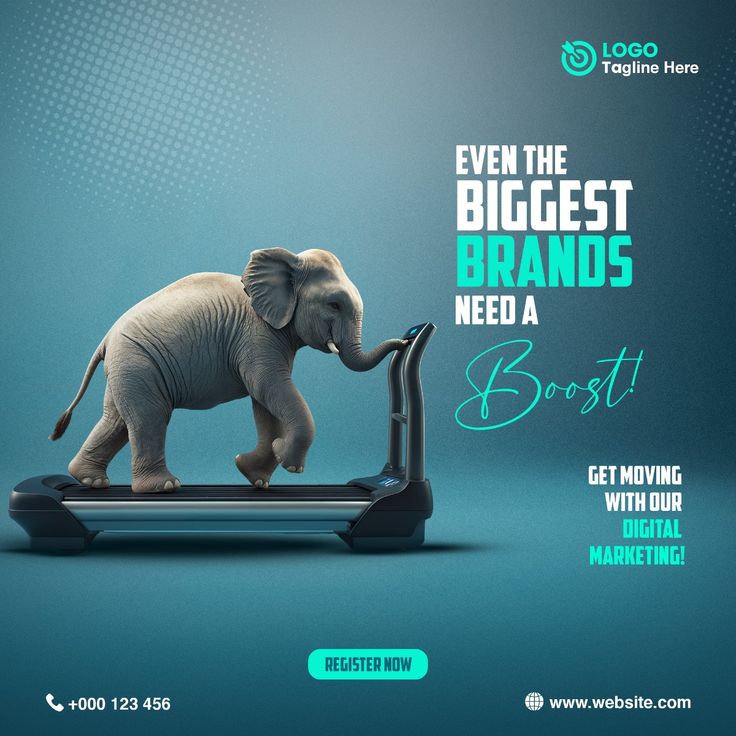 LOGO
Tagline Here
EVEN THE
BIGGEST
BRANDS
NEED A
Boost!
GET MOVING
WITH OUR
DIGITAL
MARKETING!
REGISTER NOW
+000 123 456
www.website.com